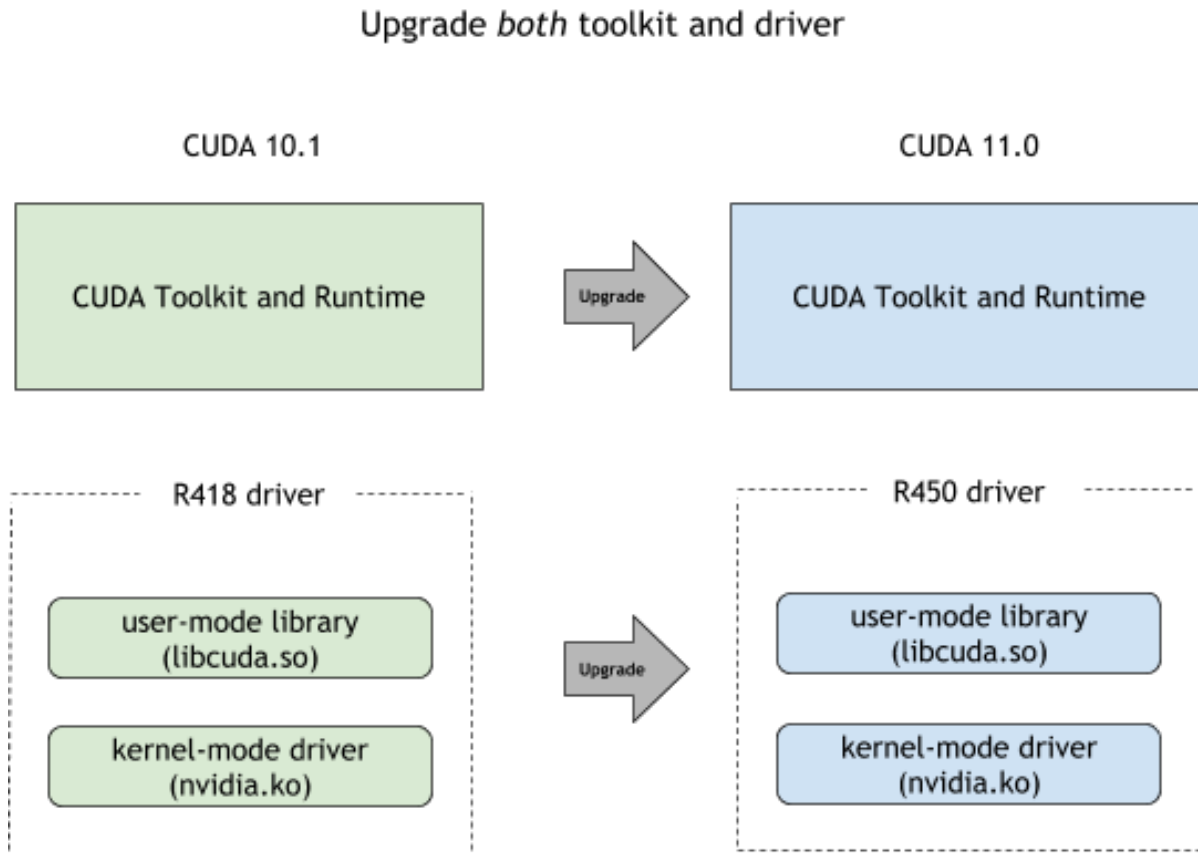 Upgrade both toolkit and driver
CUDA 10.1
CUDA 11.0
CUDA Toolkit and Runtime
Upgrade
CUDA Toolkit and Runtime
R418 driver
R450 driver
user-mode library
(libcuda.so)
Upgrade
user-mode library
(libcuda.so)
kernel-mode driver
(nvidia.ko)
kernel-mode driver
(nvidia.ko)